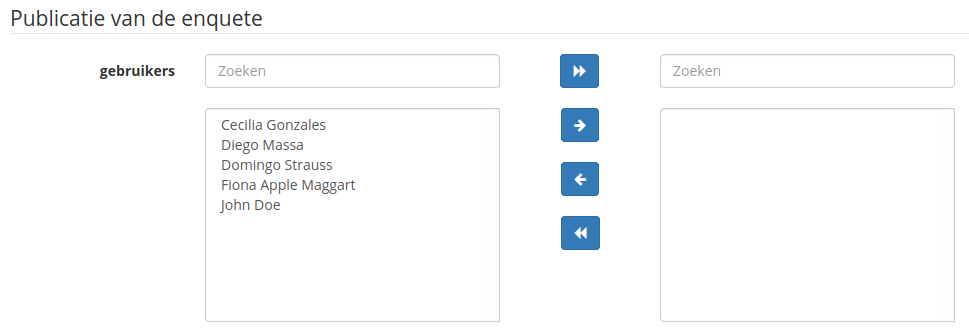 Publicatie van de enquete
gebruikers
Zoeken
Zoeken
Cecilia Gonzales
Diego Massa
Domingo Strauss
Fiona Apple Maggart
John Doe